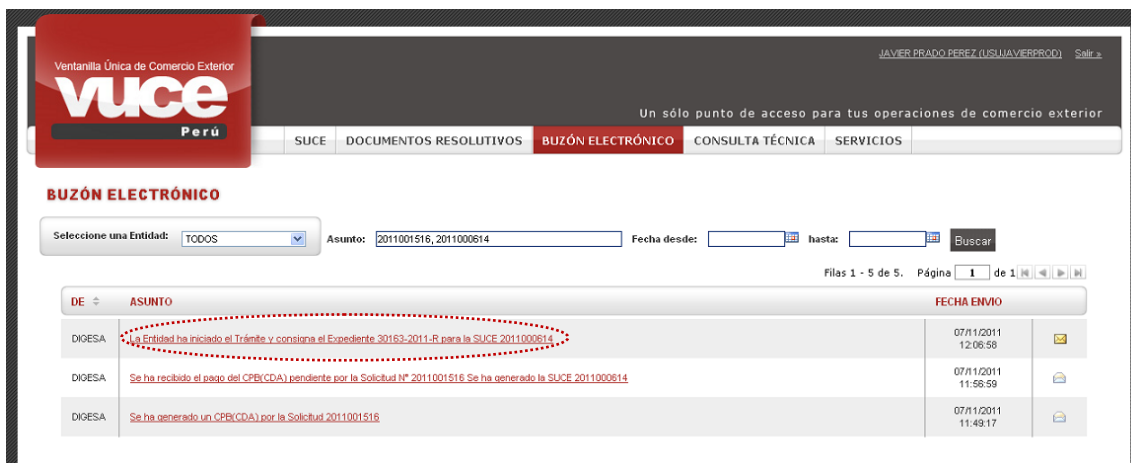 JAVIER PRADO PEREZ (USUJAVIERPROD) Salir »
Ventanilla Única de Comercio Exterior
vuce
Perú
Un sólo punto de acceso para tus operaciones de comercio exterior
SUCE DOCUMENTOS RESOLUTIVOS BUZÓN ELECTRÓNICO CONSULTA TÉCNICA SERVICIOS
BUZÓN ELECTRÓNICO
Seleccione una Entidad: TODOS Asunto: 2011001516, 2011000614 Fecha desde: hasta: Buscar
Filas 1 - 5 de 5. Página 1 de 1
DE ASUNTO FECHA ENVIO
DIGESA La Entidad ha iniciado el Trámite y consigna el Expediente 30163-2011-R para la SUCE 2011000614 07/11/2011
12:06:58
DIGESA Se ha recibido el pago del CPB(CDA) pendiente por la Solicitud Nº 2011001516 Se ha generado la SUCE 2011000614 07/11/2011
11:56:59
DIGESA Se ha generado un CPB(CDA) por la Solicitud 2011001516 07/11/2011
11:49:17